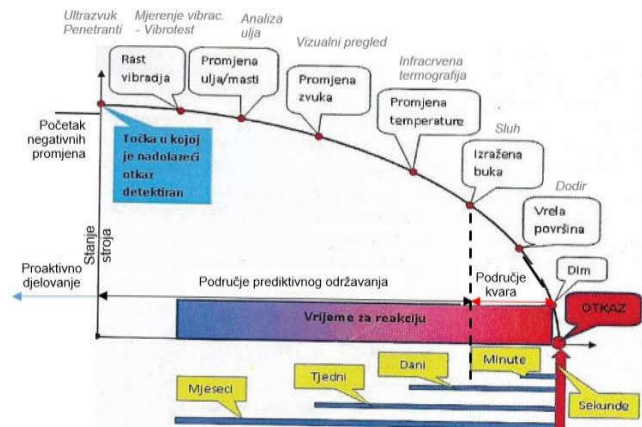 Ultrazvuk
Penetranti
Mjerenje vibrac.
- Vibrotest
Analiza
ulja
Vizualni pregled
Infracrvena
termografija
Sluh
Dodir
Rast
vibracija
Promjena
ulja/masti
Promjena
zvuka
Promjena
temperature
Izražena
buka
Vrela
površina
Dim
OTKAZ
Početak
negativnih
promjena
Točka u kojoj
je nadolazeći
otkaz
detektiran
Stanje
stroja
Proaktivno
djelovanje
Područje prediktivnog održavanja
Područje
kvara
Vrijeme za reakciju
Mjeseci
Tjedni
Dani
Minute
Sekunde